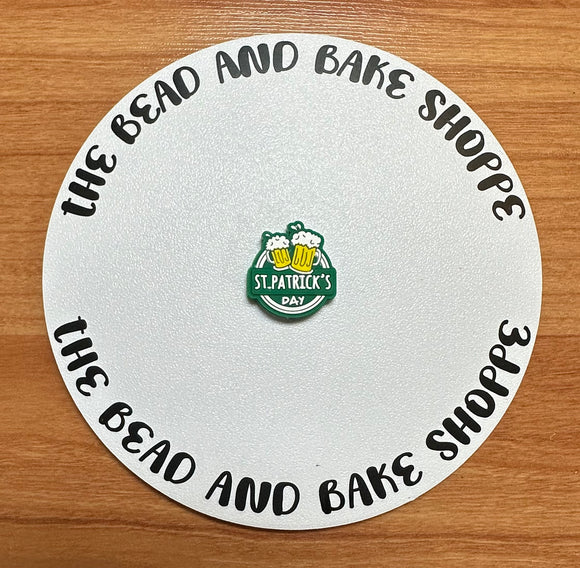 THE BEAD AND BAKE SHOPPE
ST.PATRICK'S
DAY
THE BEAD AND BAKE SHOPPE